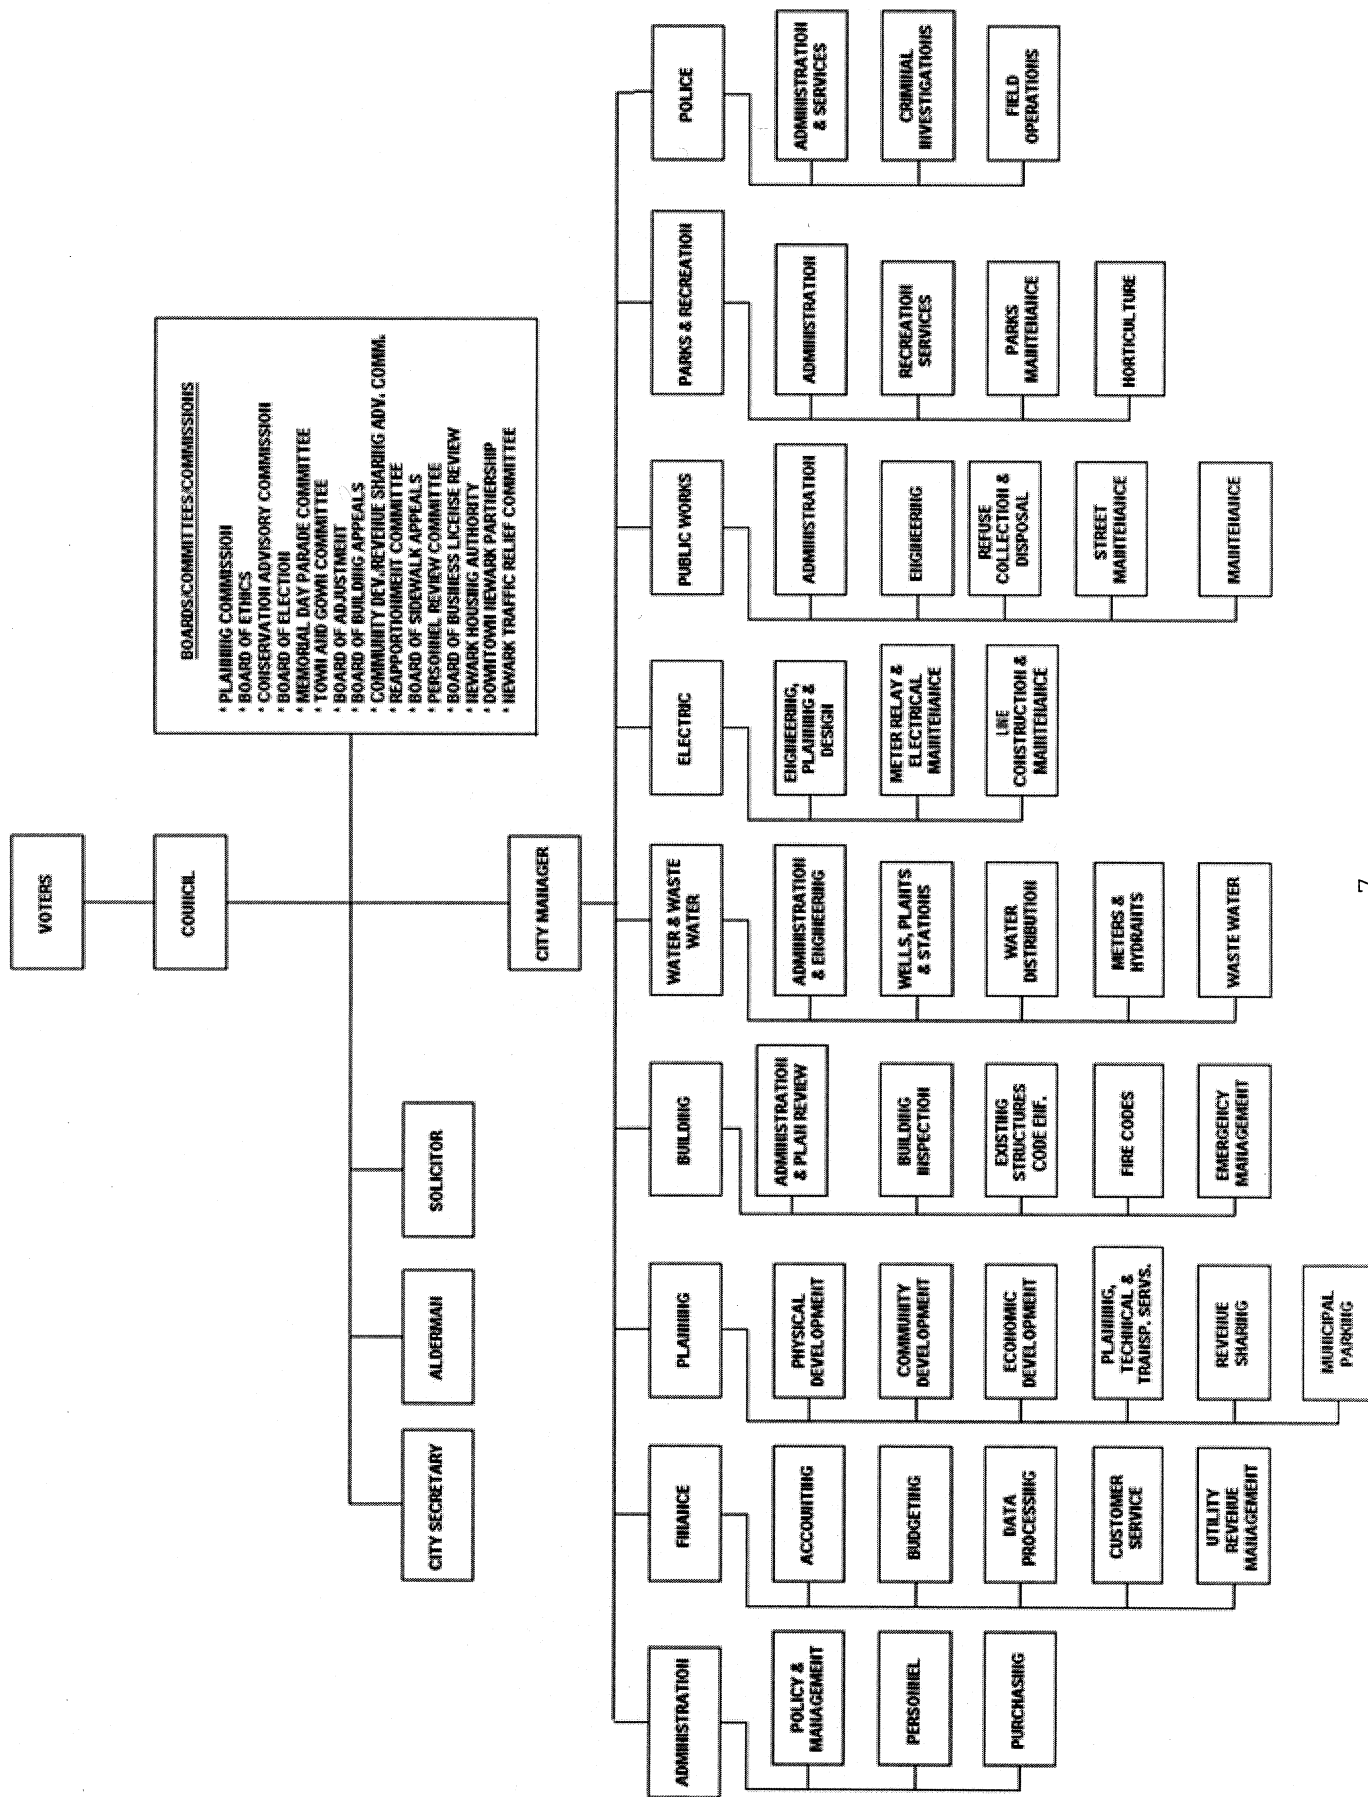 VOTERS
COUNCIL
BOARDS/COMMITTEES/COMMISSIONS
* PLANNING COMMISSION
* BOARD OF ETHICS
* CONSERVATION ADVISORY COMMISSION
* BOARD OF ELECTION
* MEMORIAL DAY PARADE COMMITTEE
* TOWN AND GOWN COMMITTEE
* BOARD OF ADJUSTMENT
* BOARD OF BUILDING APPEALS
* COMMUNITY DEV./REVENUE SHARING ADV. COMM.
* REAPPORTIONMENT COMMITTEE
* BOARD OF SIDEWALK APPEALS
* PERSONNEL REVIEW COMMITTEE
* BOARD OF BUSINESS LICENSE REVIEW
* NEWARK HOUSING AUTHORITY
* DOWNTOWN NEWARK PARTNERSHIP
* NEWARK TRAFFIC RELIEF COMMITTEE
CITY SECRETARY
ALDERMAN
SOLICITOR
CITY MANAGER
ADMINISTRATION
POLICY &
MANAGEMENT
PERSONNEL
PURCHASING
FINANCE
ACCOUNTING
BUDGETING
DATA
PROCESSING
CUSTOMER
SERVICE
UTILITY
REVENUE
MANAGEMENT
PLANNING
PHYSICAL
DEVELOPMENT
COMMUNITY
DEVELOPMENT
ECONOMIC
DEVELOPMENT
PLANNING,
TECHNICAL &
TRANSP. SERVS.
REVENUE
SHARING
MUNICIPAL
PARKING
BUILDING
ADMINISTRATION
& PLAN REVIEW
BUILDING
INSPECTION
EXISTING
STRUCTURES
CODE ENF.
FIRE CODES
EMERGENCY
MANAGEMENT
WATER & WASTE
WATER
ADMINISTRATION
& ENGINEERING
WELLS, PLANTS
& STATIONS
WATER
DISTRIBUTION
METERS &
HYDRANTS
WASTE WATER
ELECTRIC
ENGINEERING,
PLANNING &
DESIGN
METER RELAY &
ELECTRICAL
MAINTENANCE
LINE
CONSTRUCTION &
MAINTENANCE
PUBLIC WORKS
ADMINISTRATION
ENGINEERING
REFUSE
COLLECTION &
DISPOSAL
STREET
MAINTENANCE
MAINTENANCE
PARKS & RECREATION
ADMINISTRATION
RECREATION
SERVICES
PARKS
MAINTENANCE
HORTICULTURE
POLICE
ADMINISTRATION
& SERVICES
CRIMINAL
INVESTIGATIONS
FIELD
OPERATIONS
7